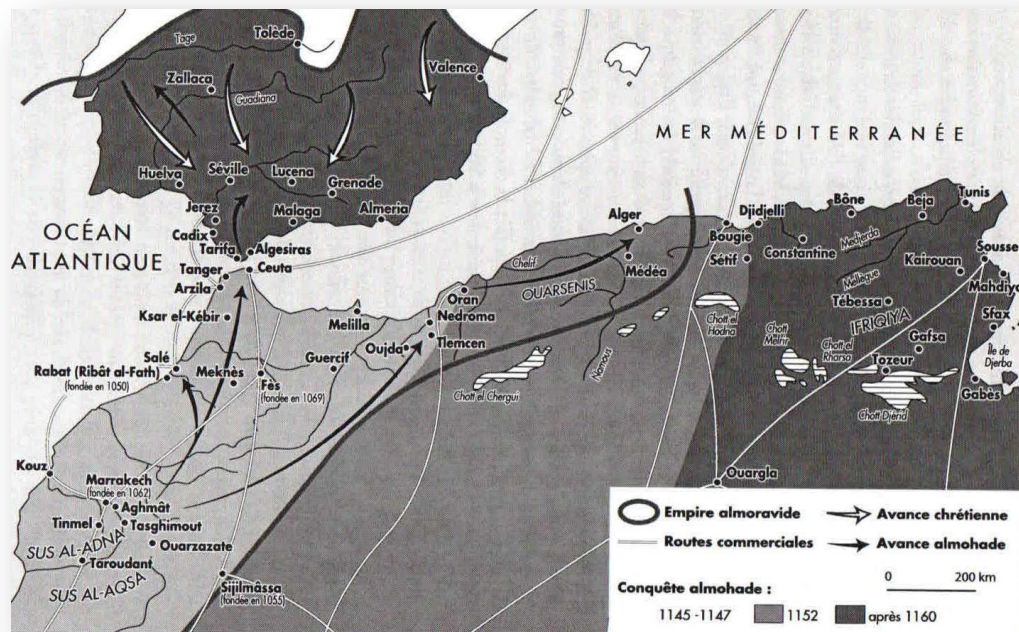 Tolède
Tage
Zallaca
Guadiana
Valence
MER MÉDITERRANÉE
Huelva
Séville
Lucena
Grenade
Jerez
Malaga
Almeria
Cadix
Tarifa
Algesiras
OCÉAN
ATLANTIQUE
Tanger
Ceuta
Arzila
Ksar el-Kébir
Melilla
Oran
Nedroma
Tlemcen
Oujda
Guercif
Salé
Rabat (Ribât al-Fath)
(fondée en 1050)
Meknès
Fès
(fondée en 1069)
Alger
Chelif
OUARSENIS
Médéa
Namous
Bougie
Djidjelli
Sétif
Constantine
Bône
Beja
Tunis
Medjerda
Mellègue
Kairouan
Sousse
Mahdiya
Tébessa
IFRIQIYA
Sfax
Gafsa
Île de
Djerba
Tozeur
Gabès
Chott el
Hodna
Chott
Melrir
Chott el
Rhorsa
Chott Djérid
Chott el Chergui
Ouargla
Kouz
Marrakech
(fondée en 1062)
Aghmât
Tinmel
Tasghimout
SUS AL-ADNA
Ouarzazate
Taroudant
SUS AL-AQSA
Sijilmâssa
(fondée en 1055)
Empire almoravide
Avance chrétienne
Routes commerciales
Avance almohade
0 200 km
Conquête almohade :
1145 -1147 1152 après 1160